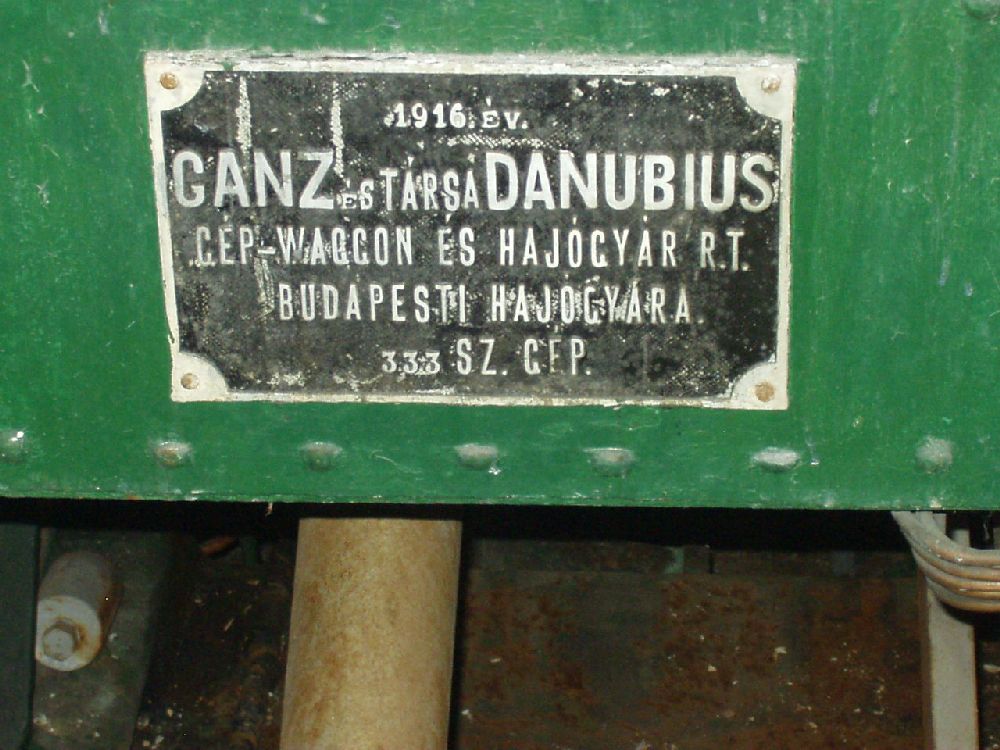 1916. ÉV.
GANZ ÉS TÁRSA DANUBIUS
GÉP-WAGGON ÉS HAJÓGYÁR R.T.
BUDAPESTI HAJÓGYÁRA.
333 SZ. GÉP.